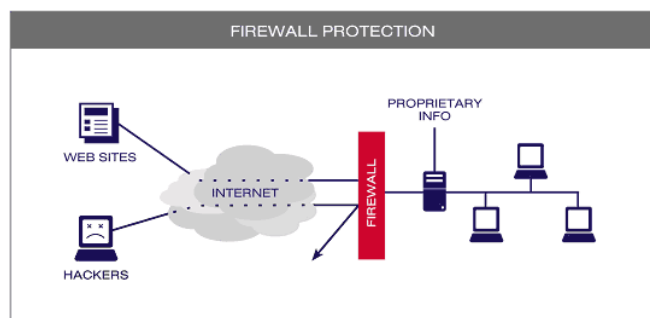 FIREWALL PROTECTION
PROPRIETARY
INFO
WEB SITES
INTERNET
FIREWALL
HACKERS